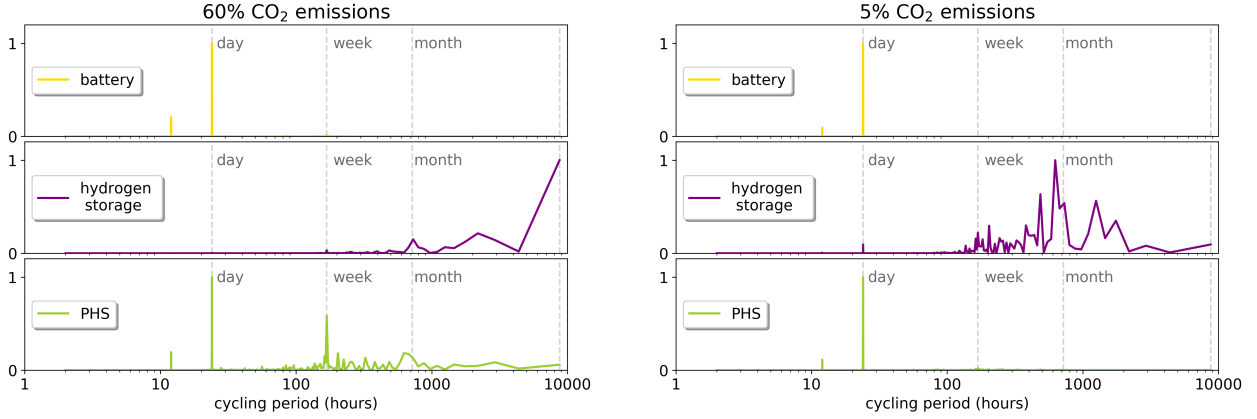 60% CO₂ emissions
1
0
day
week
month
battery
1
0
day
week
month
hydrogen
storage
1
0
day
week
month
PHS
1
10
100
1000
10000
cycling period (hours)
5% CO₂ emissions
1
0
day
week
month
battery
1
0
day
week
month
hydrogen
storage
1
0
day
week
month
PHS
1
10
100
1000
10000
cycling period (hours)